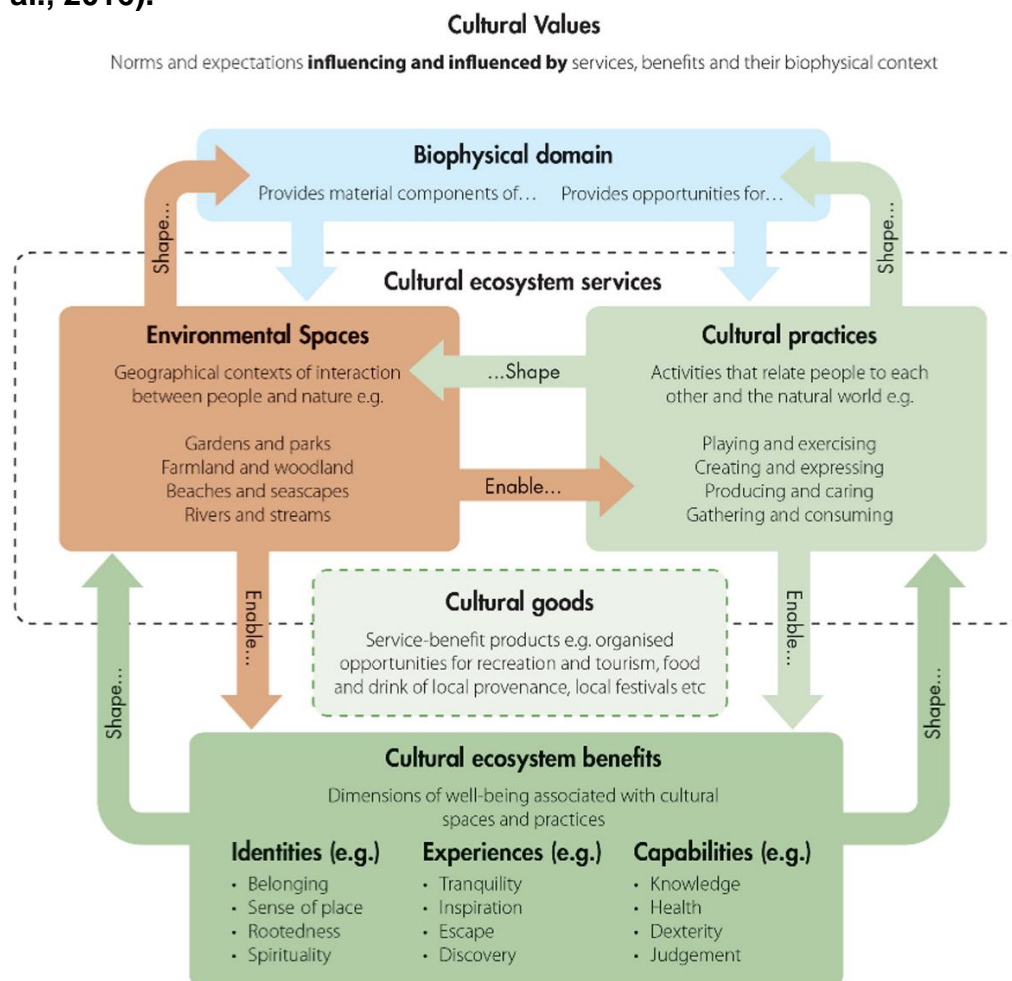 al., 2016).
Cultural Values
Norms and expectations influencing and influenced by services, benefits and their biophysical context
Biophysical domain
Provides material components of... Provides opportunities for...
Shape...
Shape...
Cultural ecosystem services
Environmental Spaces
Geographical contexts of interaction
between people and nature e.g.
Gardens and parks
Farmland and woodland
Beaches and seascapes
Rivers and streams
...Shape
Enable...
Cultural practices
Activities that relate people to each
other and the natural world e.g.
Playing and exercising
Creating and expressing
Producing and caring
Gathering and consuming
Enable...
Enable...
Cultural goods
Service-benefit products e.g. organised
opportunities for recreation and tourism, food
and drink of local provenance, local festivals etc
Shape...
Shape...
Cultural ecosystem benefits
Dimensions of well-being associated with cultural
spaces and practices
Identities (e.g.)
• Belonging
• Sense of place
• Rootedness
• Spirituality
Experiences (e.g.)
• Tranquility
• Inspiration
• Escape
• Discovery
Capabilities (e.g.)
• Knowledge
• Health
• Dexterity
• Judgement